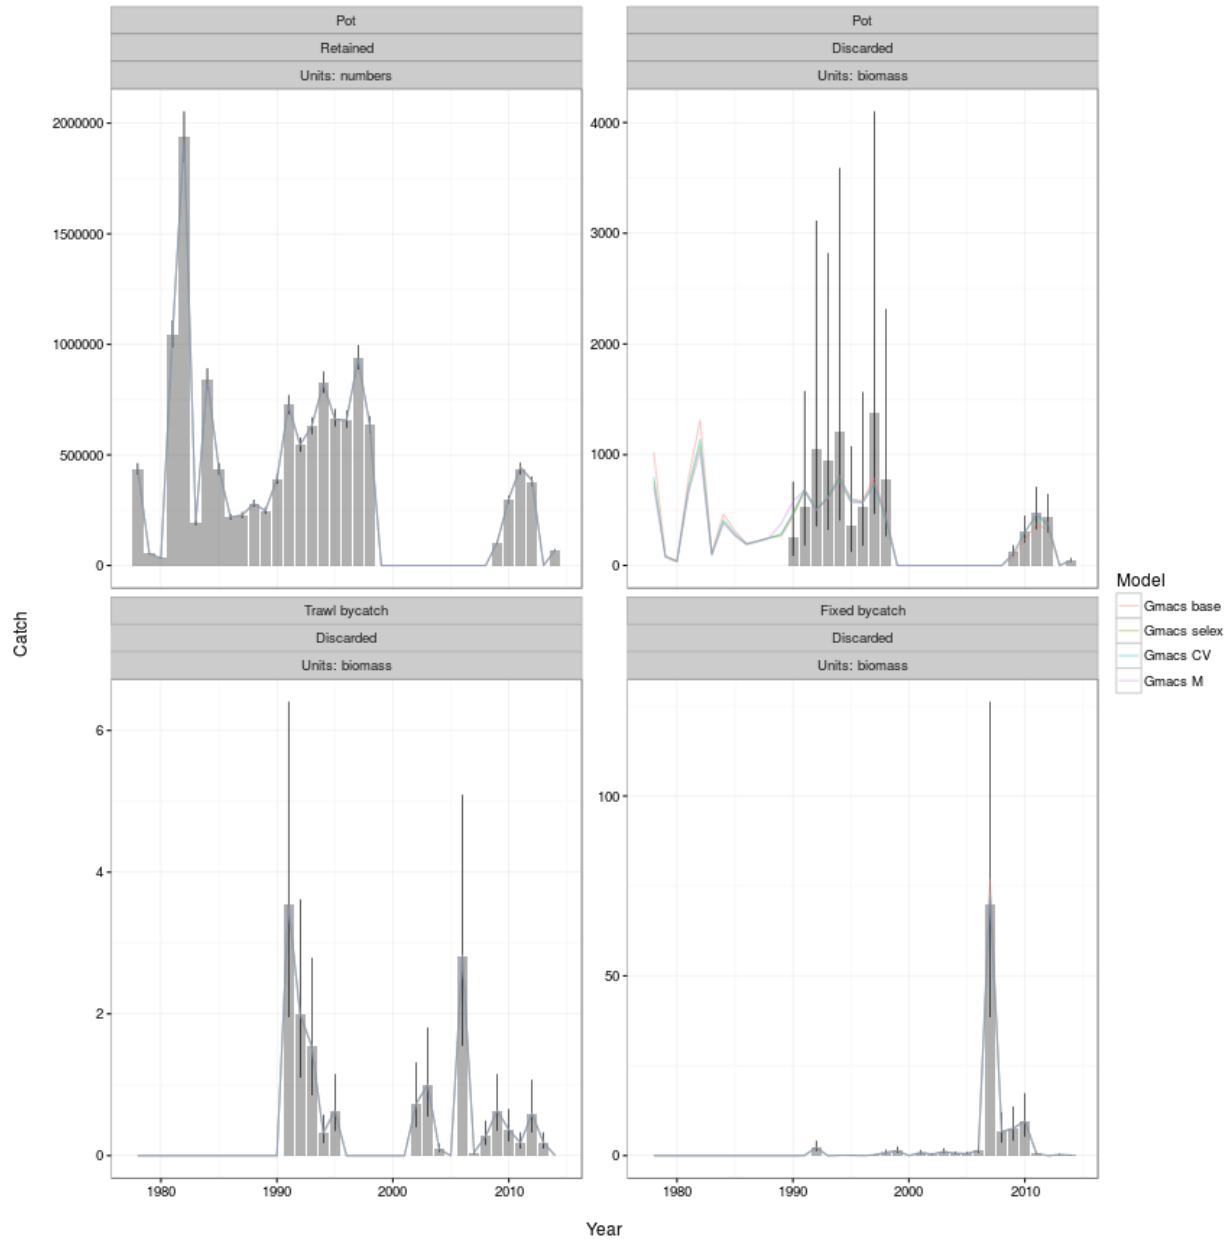 Pot
Retained
Units: numbers
2000000
1500000
1000000
500000
0
Pot
Discarded
Units: biomass
4000
3000
2000
1000
0
Trawl bycatch
Discarded
Units: biomass
6
4
2
0
1980 1990 2000 2010
Fixed bycatch
Discarded
Units: biomass
100
50
0
1980 1990 2000 2010
Catch
Year
Model
Gmacs base
Gmacs selex
Gmacs CV
Gmacs M